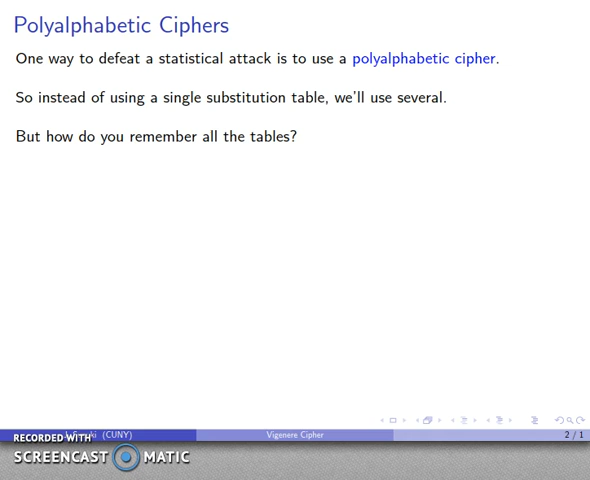 Polyalphabetic Ciphers
One way to defeat a statistical attack is to use a polyalphabetic cipher.
So instead of using a single substitution table, we'll use several.
But how do you remember all the tables?
(CUNY)
Vigenere Cipher
2 / 1
RECORDED WITH
SCREENCAST MATIC